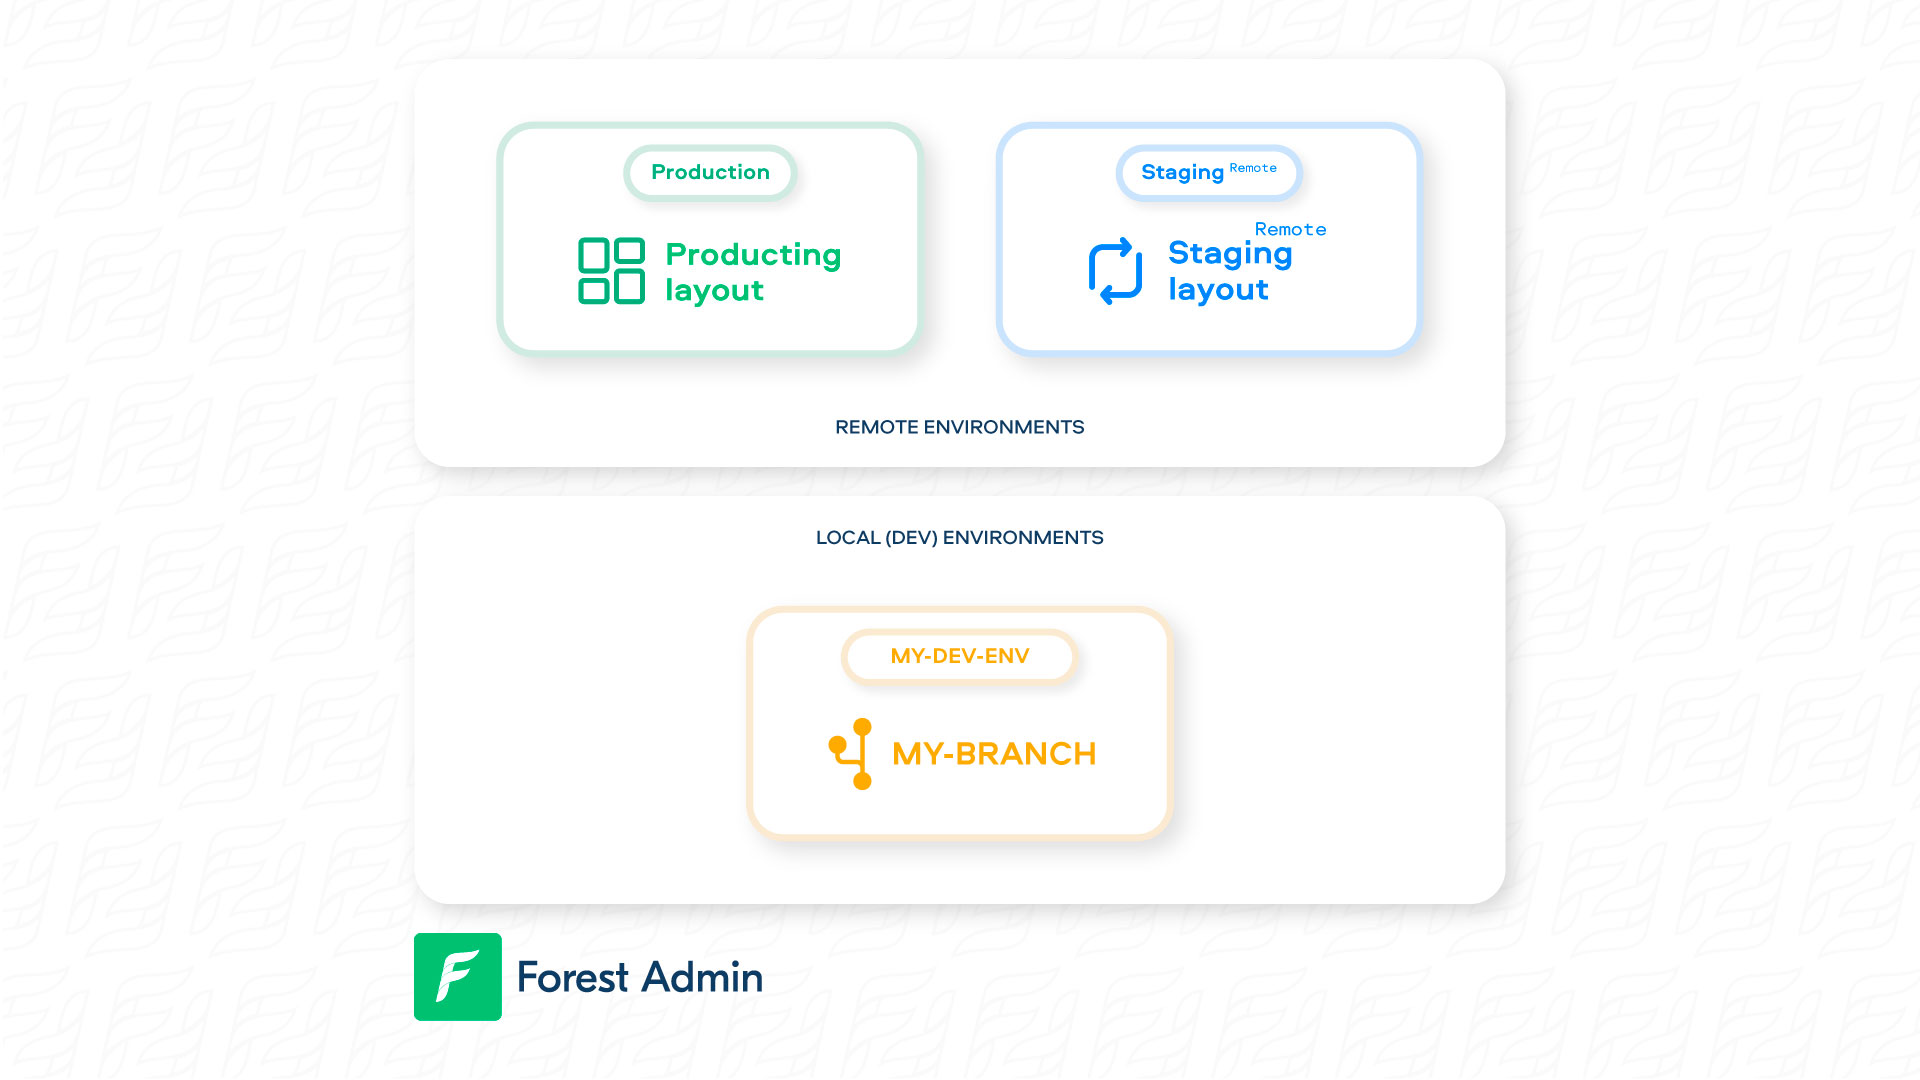 Production
Producting
layout
Staging Remote
Remote
Staging
layout
REMOTE ENVIRONMENTS
LOCAL (DEV) ENVIRONMENTS
MY-DEV-ENV
MY-BRANCH
Forest Admin